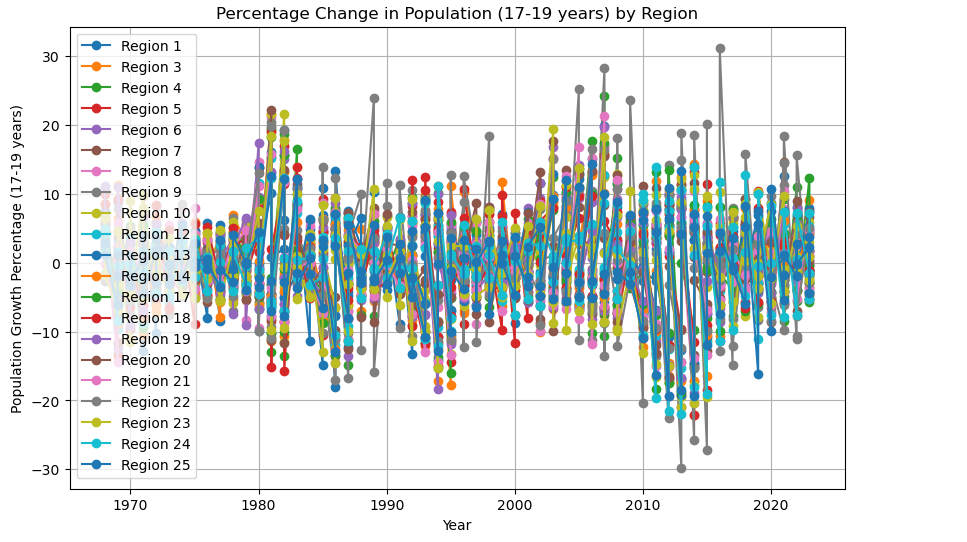 Percentage Change in Population (17-19 years) by Region
Population Growth Percentage (17-19 years)
30
20
10
0
−10
−20
−30
Region 1
Region 3
Region 4
Region 5
Region 6
Region 7
Region 8
Region 9
Region 10
Region 12
Region 13
Region 14
Region 17
Region 18
Region 19
Region 20
Region 21
Region 22
Region 23
Region 24
Region 25
1970 1980 1990 2000 2010 2020
Year